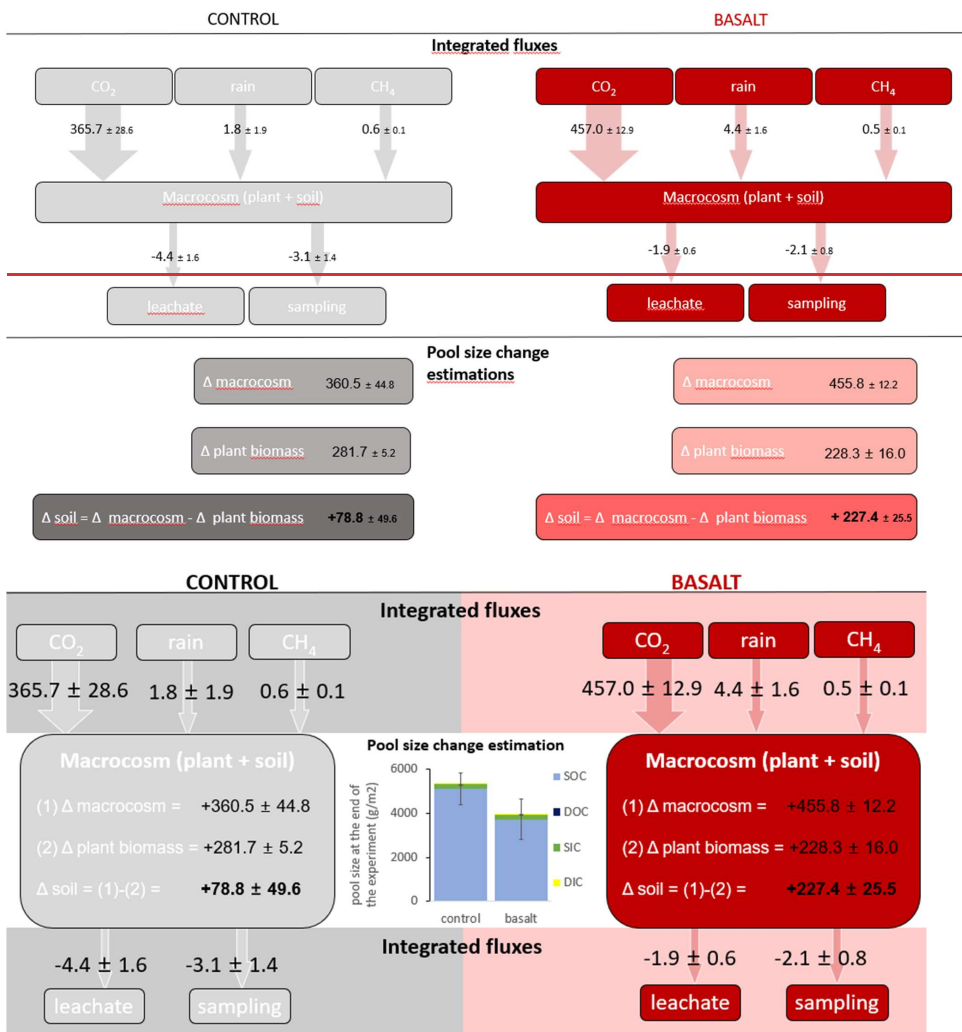 CONTROL BASALT
Integrated fluxes
CO2 rain CH4 CO2 rain CH4
365.7 ± 28.6 1.8 ± 1.9 0.6 ± 0.1 457.0 ± 12.9 4.4 ± 1.6 0.5 ± 0.1
Macrocosm (plant + soil) Macrocosm (plant + soil)
-4.4 ± 1.6 -3.1 ± 1.4 -1.9 ± 0.6 -2.1 ± 0.8
leachate sampling leachate sampling
Pool size change
estimations
Δ macrocosm 360.5 ± 44.8 Δ macrocosm 455.8 ± 12.2
Δ plant biomass 281.7 ± 5.2 Δ plant biomass 228.3 ± 16.0
Δ soil = Δ macrocosm - Δ plant biomass +78.8 ± 49.6 Δ soil = Δ macrocosm - Δ plant biomass + 227.4 ± 25.5
CONTROL BASALT
Integrated fluxes
CO2 rain CH4 CO2 rain CH4
365.7 ± 28.6 1.8 ± 1.9 0.6 ± 0.1 457.0 ± 12.9 4.4 ± 1.6 0.5 ± 0.1
Macrocosm (plant + soil)
(1) Δ macrocosm = +360.5 ± 44.8
(2) Δ plant biomass = +281.7 ± 5.2
Δ soil = (1)-(2) = +78.8 ± 49.6
Pool size change estimation
pool size at the end of
the experiment (g/m2)
6000
4000
2000
0
control basalt
SOC
DOC
SIC
DIC
Macrocosm (plant + soil)
(1) Δ macrocosm = +455.8 ± 12.2
(2) Δ plant biomass = +228.3 ± 16.0
Δ soil = (1)-(2) = +227.4 ± 25.5
Integrated fluxes
-4.4 ± 1.6 -3.1 ± 1.4 -1.9 ± 0.6 -2.1 ± 0.8
leachate sampling leachate sampling